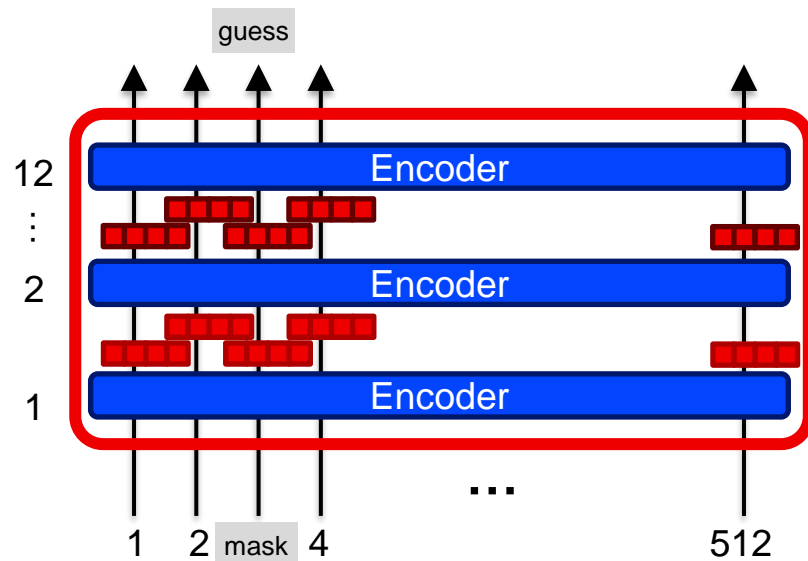 guess
12
Encoder
⋮
2
Encoder
1
Encoder
...
1 2 mask 4 512